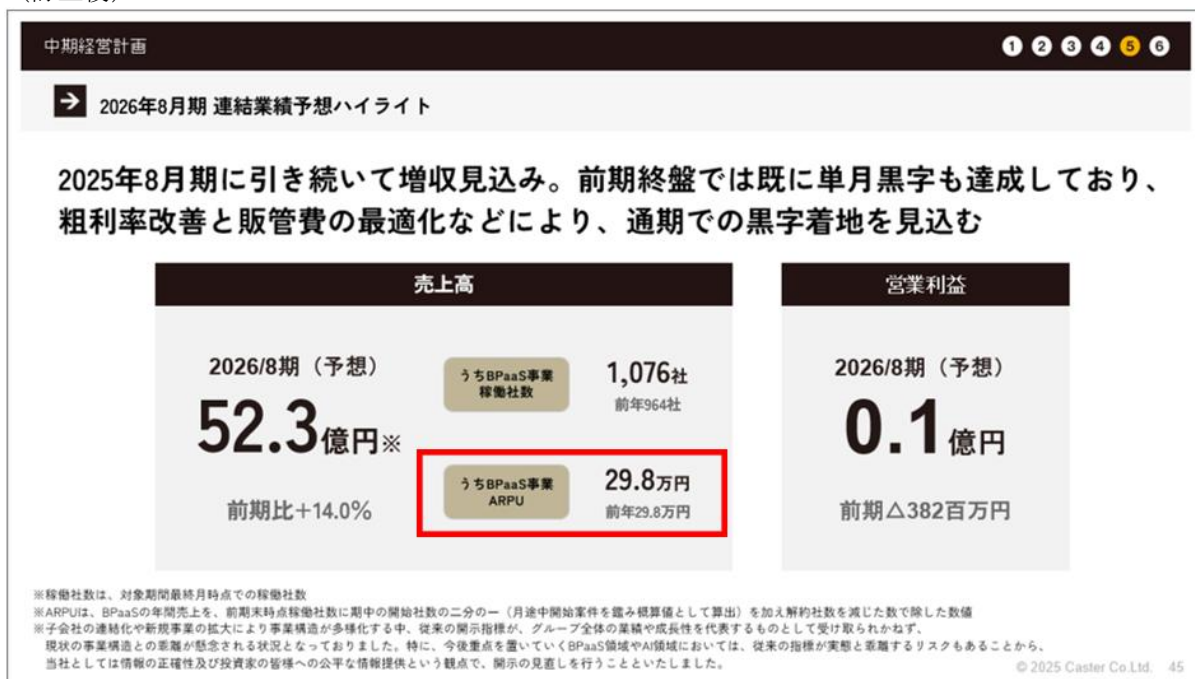 中期経営計画
1 2 3 4 5 6
2026年8月期 連結業績予想ハイライト
2025年8月期に引き続いて増収見込み。前期終盤では既に単月黒字も達成しており、
粗利率改善と販管費の最適化などにより、通期での黒字着地を見込む
売上高
2026/8期（予想）
52.3億円※
前期比＋14.0％
うちBPaaS事業
稼働社数
1,076社
前年964社
うちBPaaS事業
ARPU
29.8万円
前年29.8万円
営業利益
2026/8期（予想）
0.1億円
前期△382百万円
※稼働社数は、対象期間最終月時点での稼働社数
※ARPUは、BPaaSの年間売上を、前期末時点稼働社数に期中の開始社数の二分の一（月途中開始案件を鑑み概算値として算出）を加え解約社数を減じた数で除した数値
※子会社の連結化や新規事業の拡大により事業構造が多様化する中、従来の開示指標が、グループ全体の業績や成長性を代表するものとして受け取られかねず、
現状の事業構造との乖離が懸念される状況となっておりました。特に、今後重点を置いていくBPaaS領域やAI領域においては、従来の指標が実態と乖離するリスクもあることから、
当社としては情報の正確性及び投資家の皆様への公平な情報提供という観点で、開示の見直しを行うことといたしました。
© 2025 Caster Co.Ltd. 45